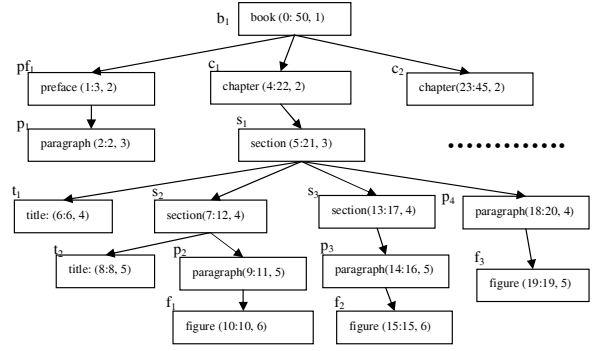 b1 book (0: 50, 1)
pf1 c1 c2
preface (1:3, 2) chapter (4:22, 2) chapter(23:45, 2)
p1 s1
paragraph (2:2, 3) section (5:21, 3)
t1 s2 s3 p4
title: (6:6, 4) section(7:12, 4) section(13:17, 4) paragraph(18:20, 4)
t2 p2 p3 f3
title: (8:8, 5) paragraph(9:11, 5) paragraph(14:16, 5) figure (19:19, 5)
f1 f2
figure (10:10, 6) figure (15:15, 6)